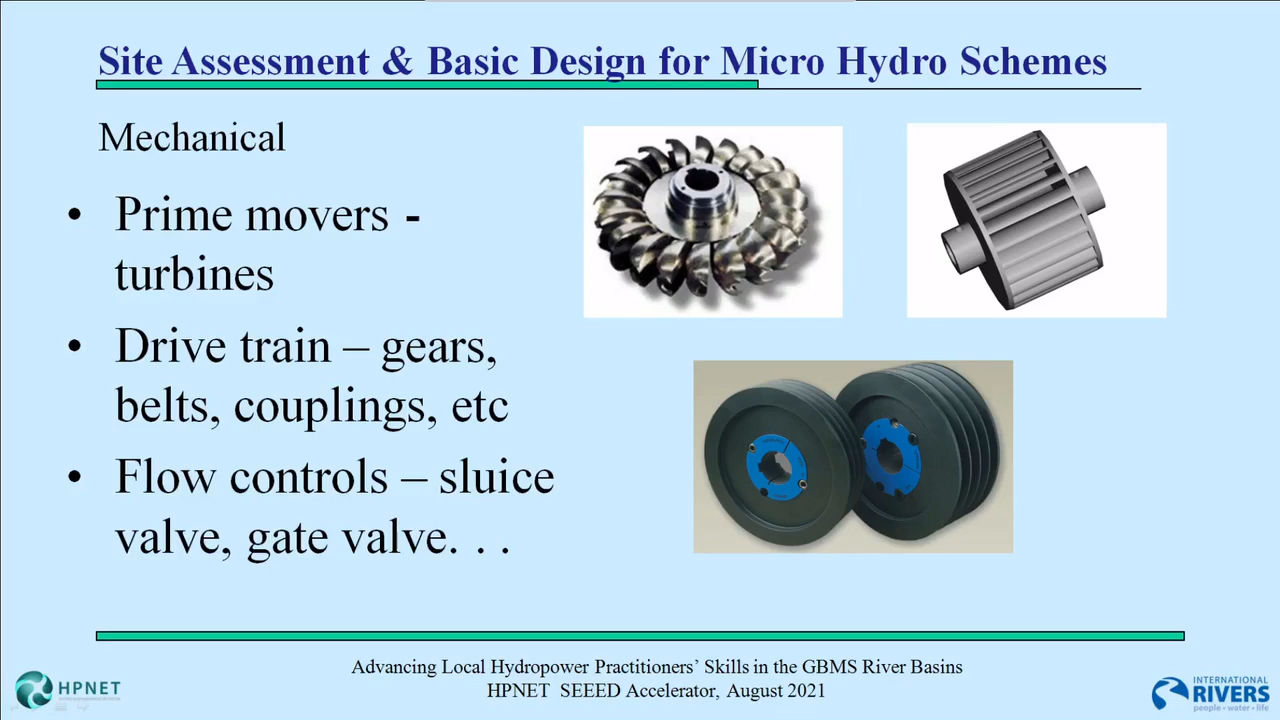 Site Assessment & Basic Design for Micro Hydro Schemes
Mechanical
• Prime movers -
turbines
• Drive train – gears,
belts, couplings, etc
• Flow controls – sluice
valve, gate valve. . .
Advancing Local Hydropower Practitioners’ Skills in the GBMS River Basins
HPNET SEEED Accelerator, August 2021
HPNET
INTERNATIONAL
RIVERS
people • water • life